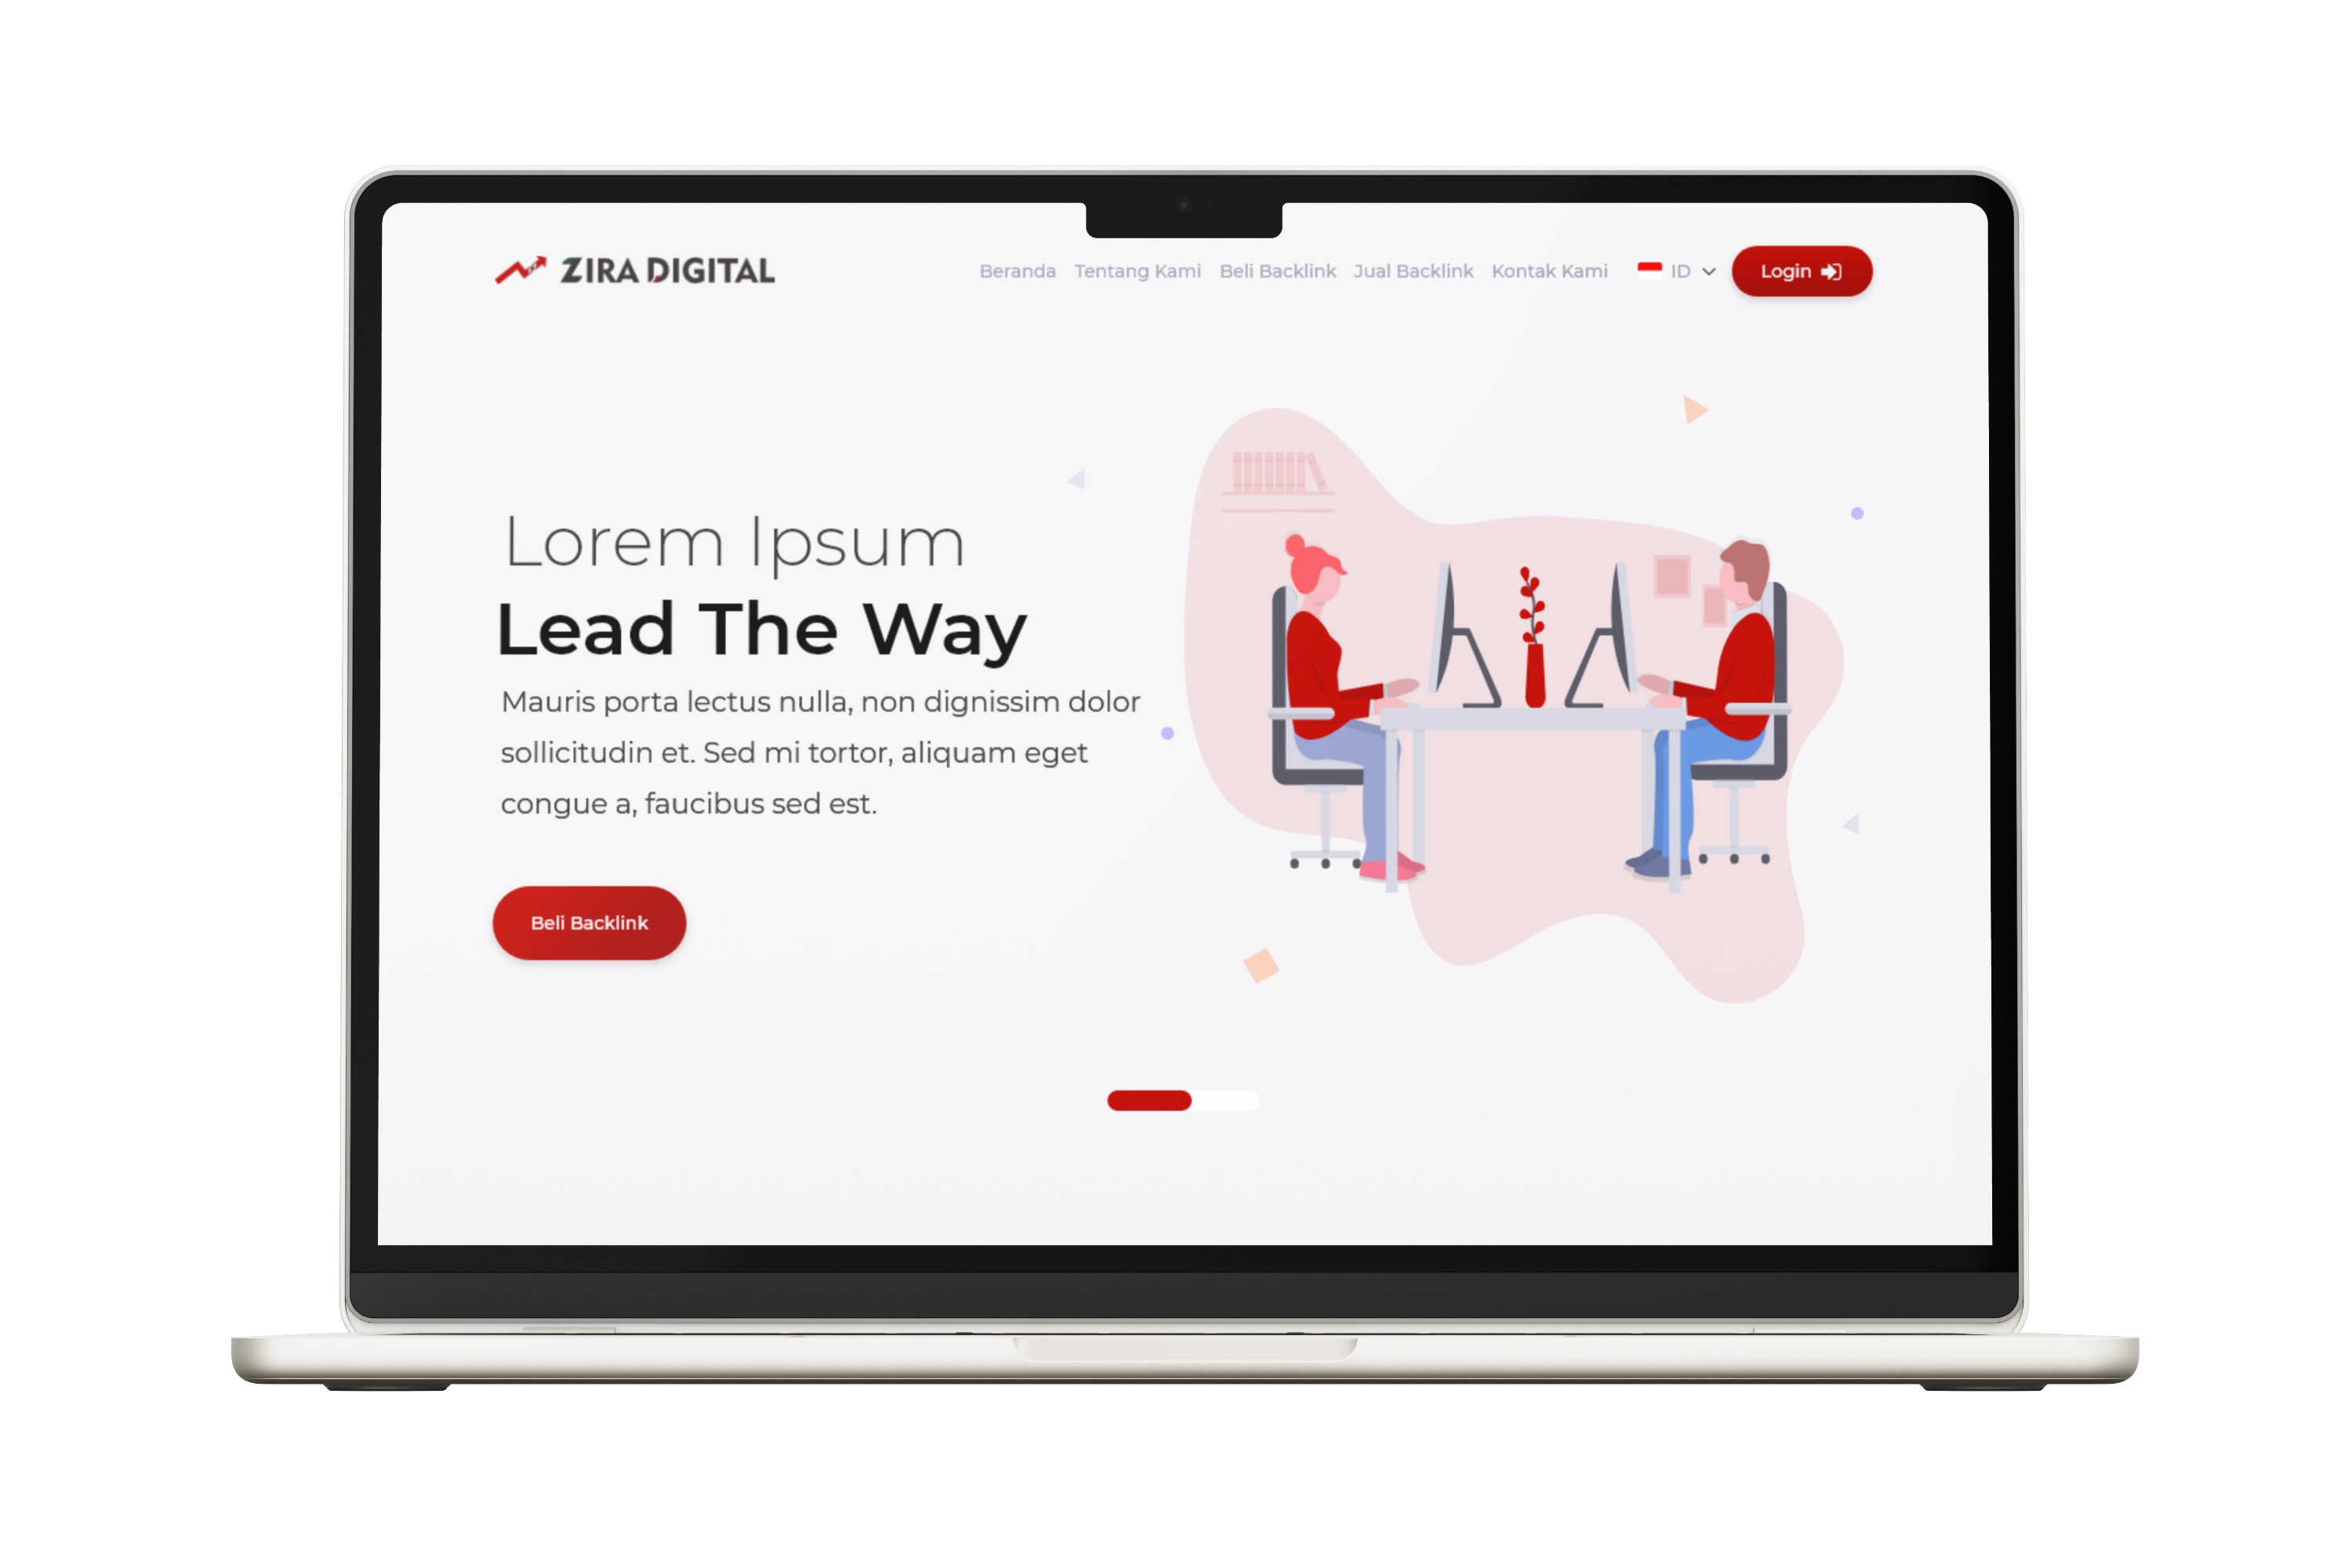 ZIRA DIGITAL
Beranda Tentang Kami Beli Backlink Jual Backlink Kontak Kami ID Login
Lorem Ipsum
Lead The Way
Mauris porta lectus nulla, non dignissim dolor
sollicitudin et. Sed mi tortor, aliquam eget
congue a, faucibus sed est.
Beli Backlink